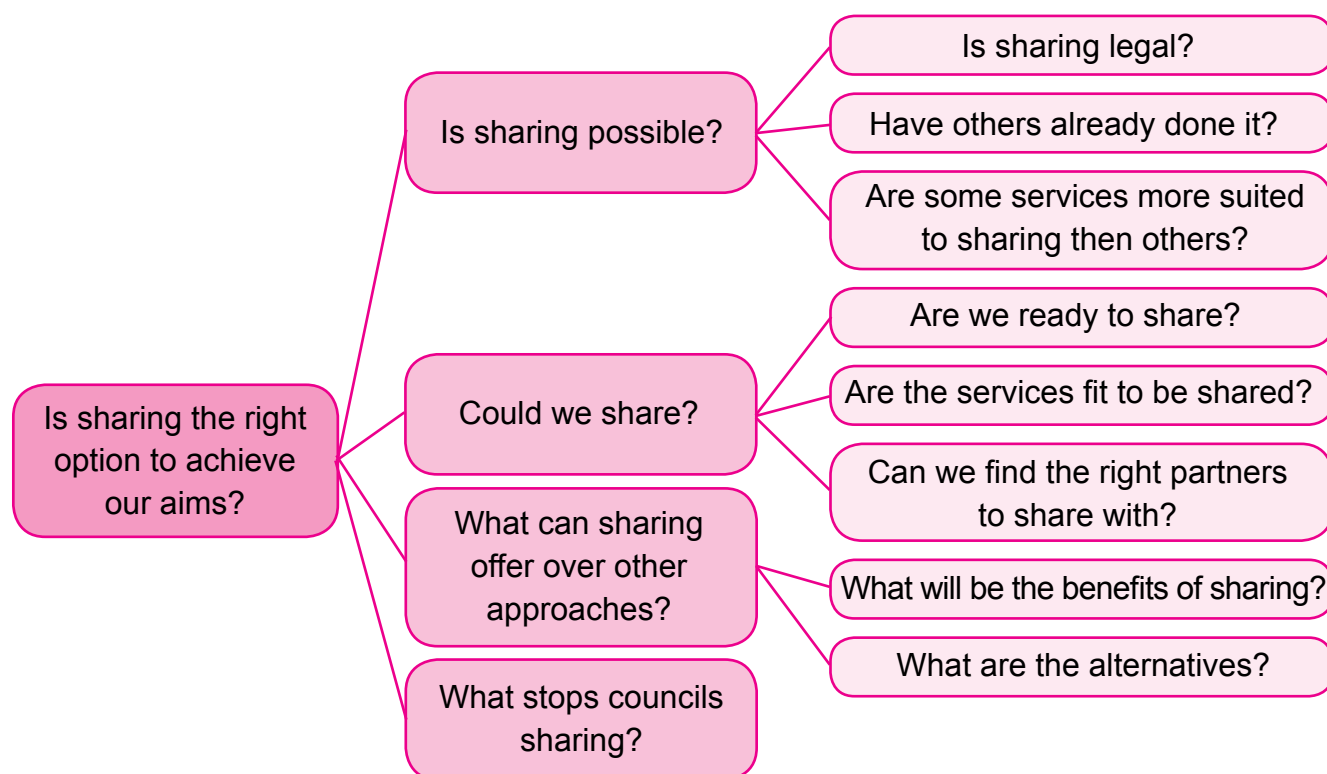 Is sharing the right
option to achieve
our aims?
Is sharing possible?
Is sharing legal?
Have others already done it?
Are some services more suited
to sharing then others?
Could we share?
Are we ready to share?
Are the services fit to be shared?
Can we find the right partners
to share with?
What can sharing
offer over other
approaches?
What will be the benefits of sharing?
What are the alternatives?
What stops councils
sharing?